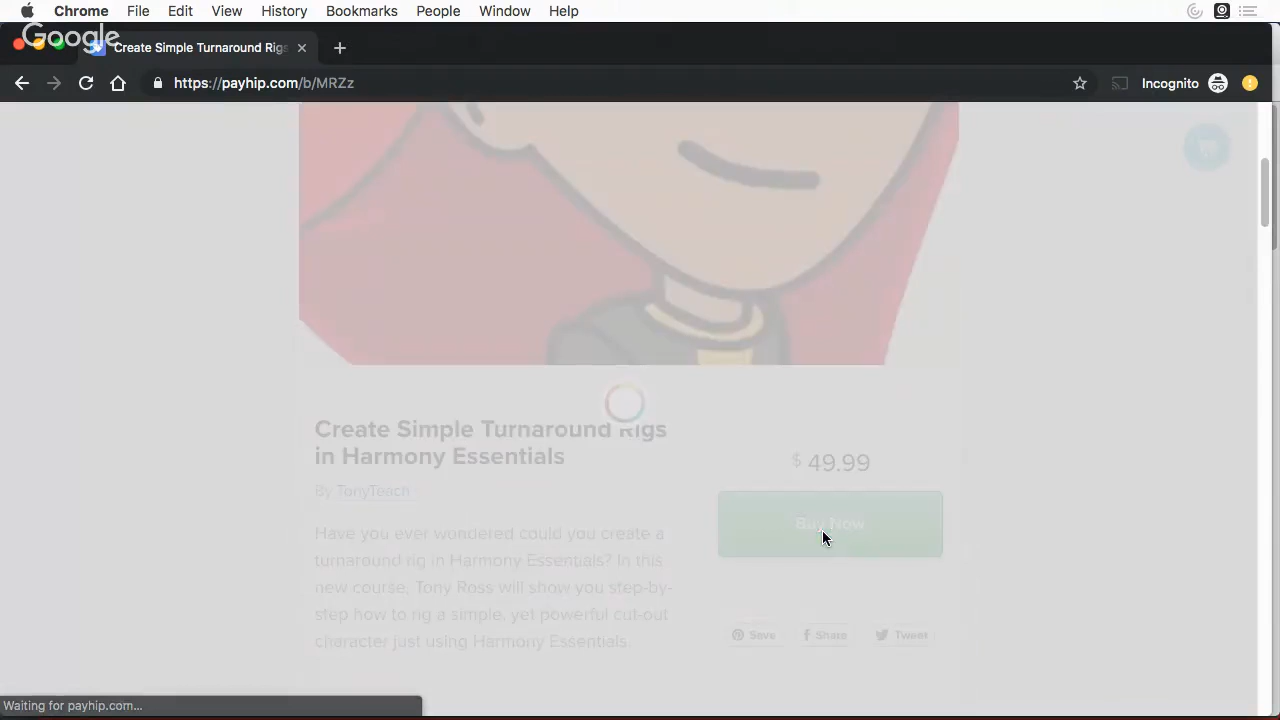 Chrome File Edit View History Bookmarks People Window Help
Google
Create Simple Turnaround Rigs
https://payhip.com/b/MRZz
Incognito
Create Simple Turnaround Rigs
in Harmony Essentials
$ 49.99
By TonyTeach
Buy Now
Have you ever wondered could you create a
turnaround rig in Harmony Essentials? In this
new course, Tony Ross will show you step-by-
step how to rig a simple, yet powerful cut-out
character just using Harmony Essentials.
Save Share Tweet
Waiting for payhip.com...